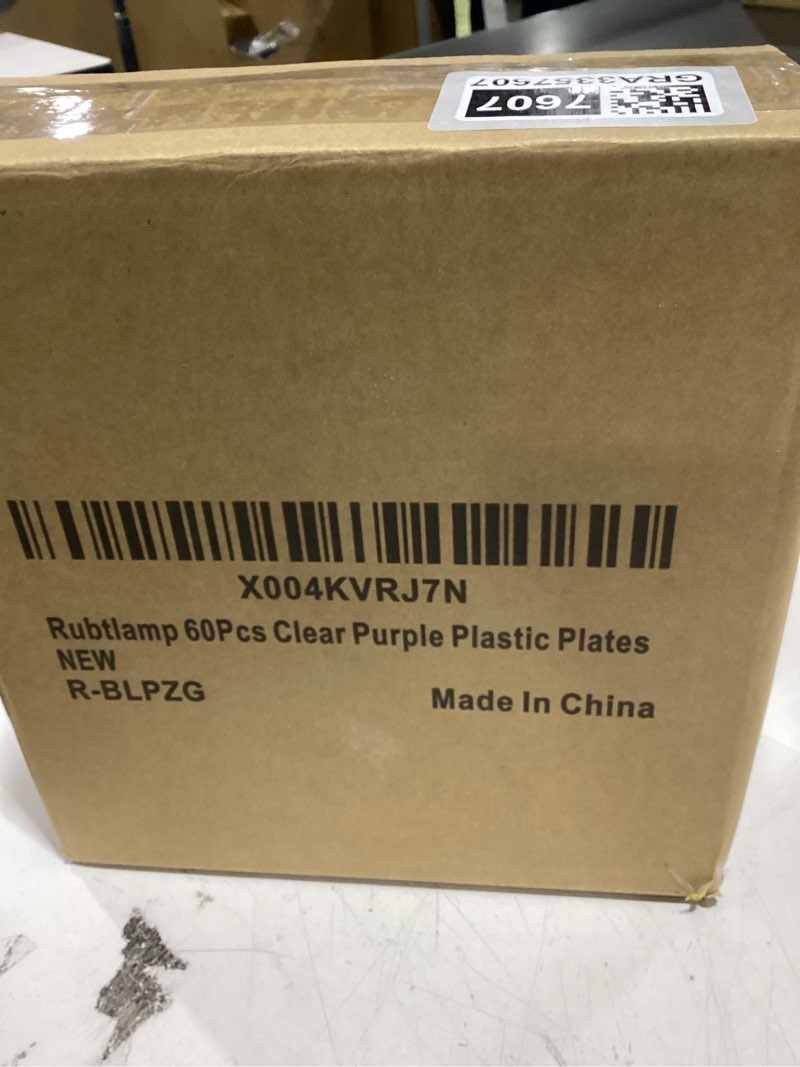 GRA3357607
7607
X004KVRJ7N
Rubtlamp 60Pcs Clear Purple Plastic Plates
NEW
R-BLPZG
Made In China